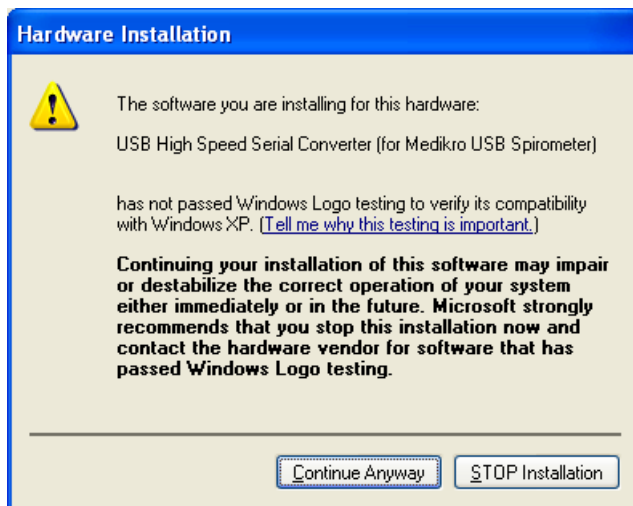 Hardware Installation
The software you are installing for this hardware:
USB High Speed Serial Converter (for Medikro USB Spirometer)
has not passed Windows Logo testing to verify its compatibility
with Windows XP. (Tell me why this testing is important.)
Continuing your installation of this software may impair
or destabilize the correct operation of your system
either immediately or in the future. Microsoft strongly
recommends that you stop this installation now and
contact the hardware vendor for software that has
passed Windows Logo testing.
Continue Anyway
STOP Installation